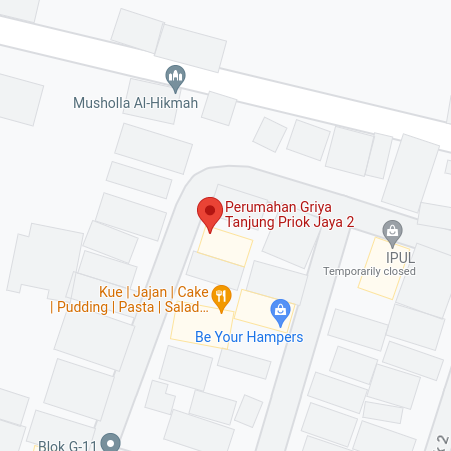 Musholla Al-Hikmah
Perumahan Griya
Tanjung Priok Jaya 2
IPUL
Temporarily closed
Kue | Jajan | Cake
| Pudding | Pasta | Salad...
Be Your Hampers
Blok G-11
2